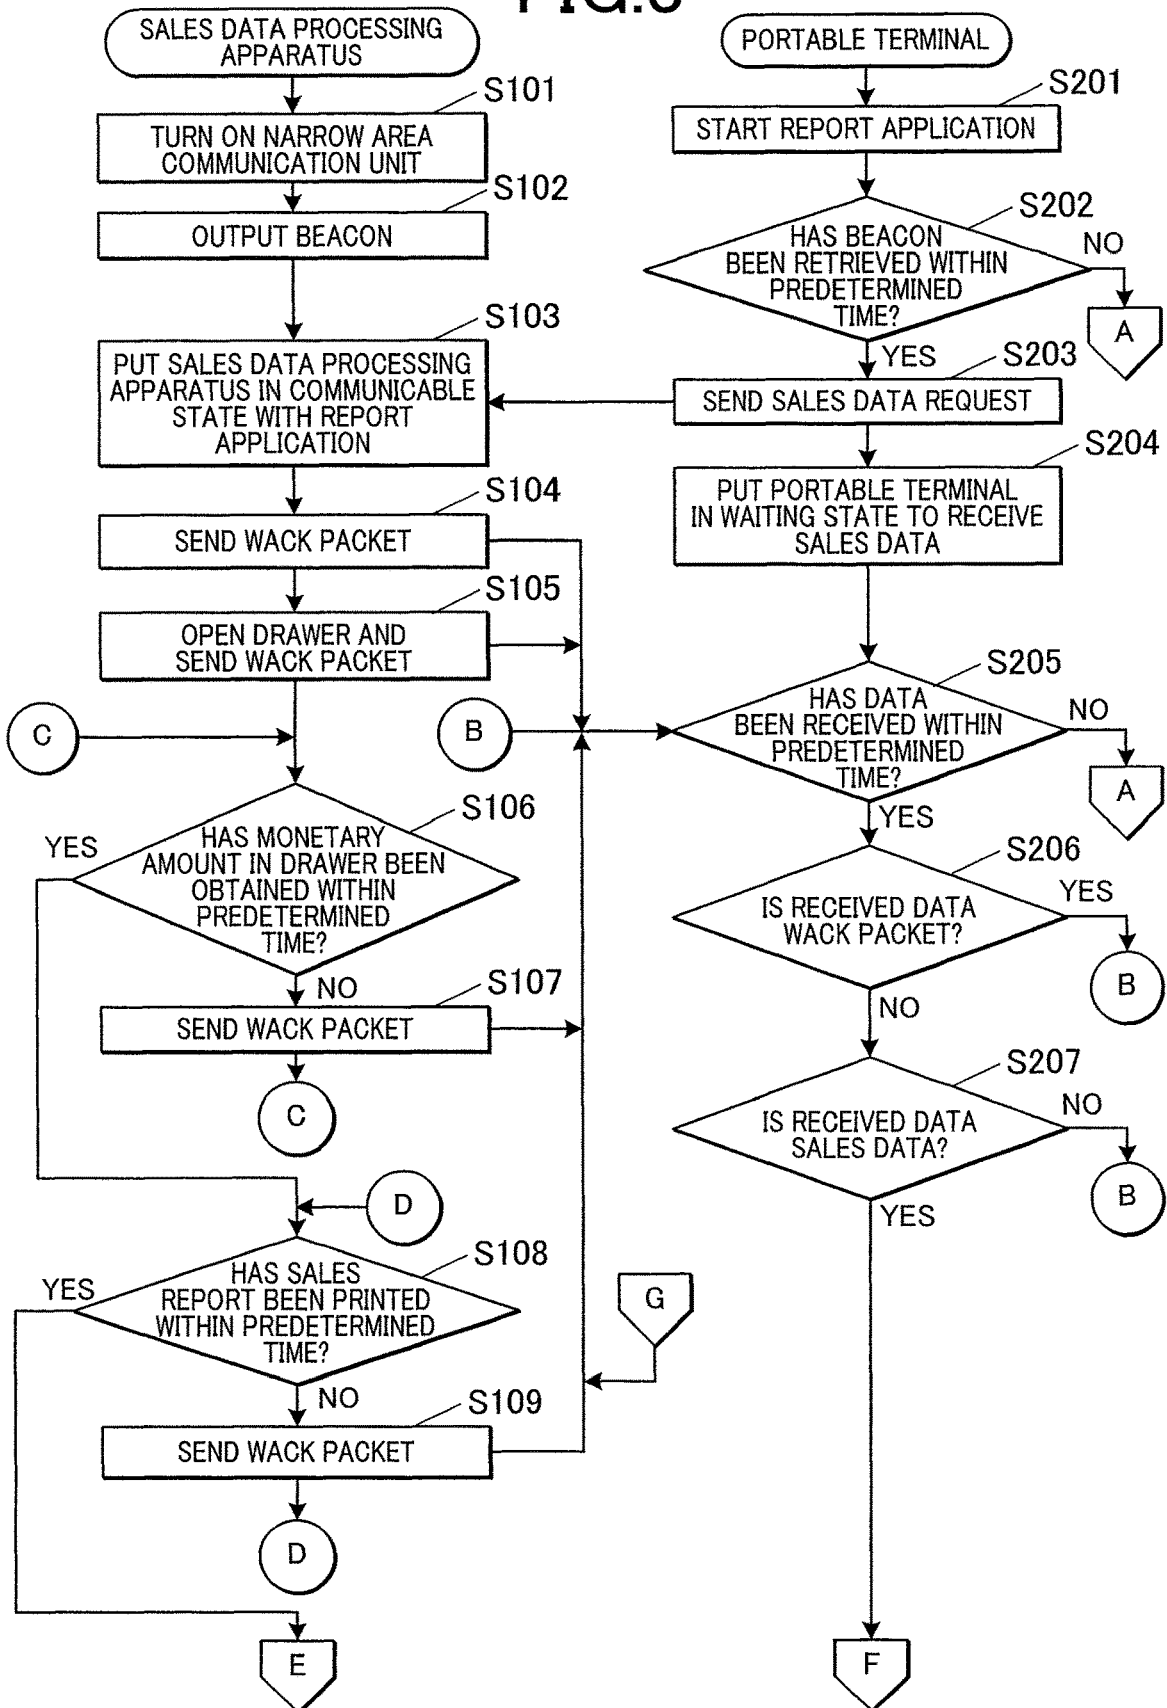 SALES DATA PROCESSING
APPARATUS
S101
TURN ON NARROW AREA
COMMUNICATION UNIT
S102
OUTPUT BEACON
S103
PUT SALES DATA PROCESSING
APPARATUS IN COMMUNICABLE
STATE WITH REPORT
APPLICATION
S104
SEND WACK PACKET
S105
OPEN DRAWER AND
SEND WACK PACKET
C
B
S106
YES
HAS MONETARY
AMOUNT IN DRAWER BEEN
OBTAINED WITHIN
PREDETERMINED
TIME?
NO
S107
SEND WACK PACKET
C
D
S108
YES
HAS SALES
REPORT BEEN PRINTED
WITHIN PREDETERMINED
TIME?
G
NO
S109
SEND WACK PACKET
D
E
PORTABLE TERMINAL
S201
START REPORT APPLICATION
S202
HAS BEACON
BEEN RETRIEVED WITHIN
PREDETERMINED
TIME?
NO
A
YES
S203
SEND SALES DATA REQUEST
S204
PUT PORTABLE TERMINAL
IN WAITING STATE TO RECEIVE
SALES DATA
S205
HAS DATA
BEEN RECEIVED WITHIN
PREDETERMINED
TIME?
NO
A
YES
S206
IS RECEIVED DATA
WACK PACKET?
YES
B
NO
S207
IS RECEIVED DATA
SALES DATA?
NO
B
YES
F